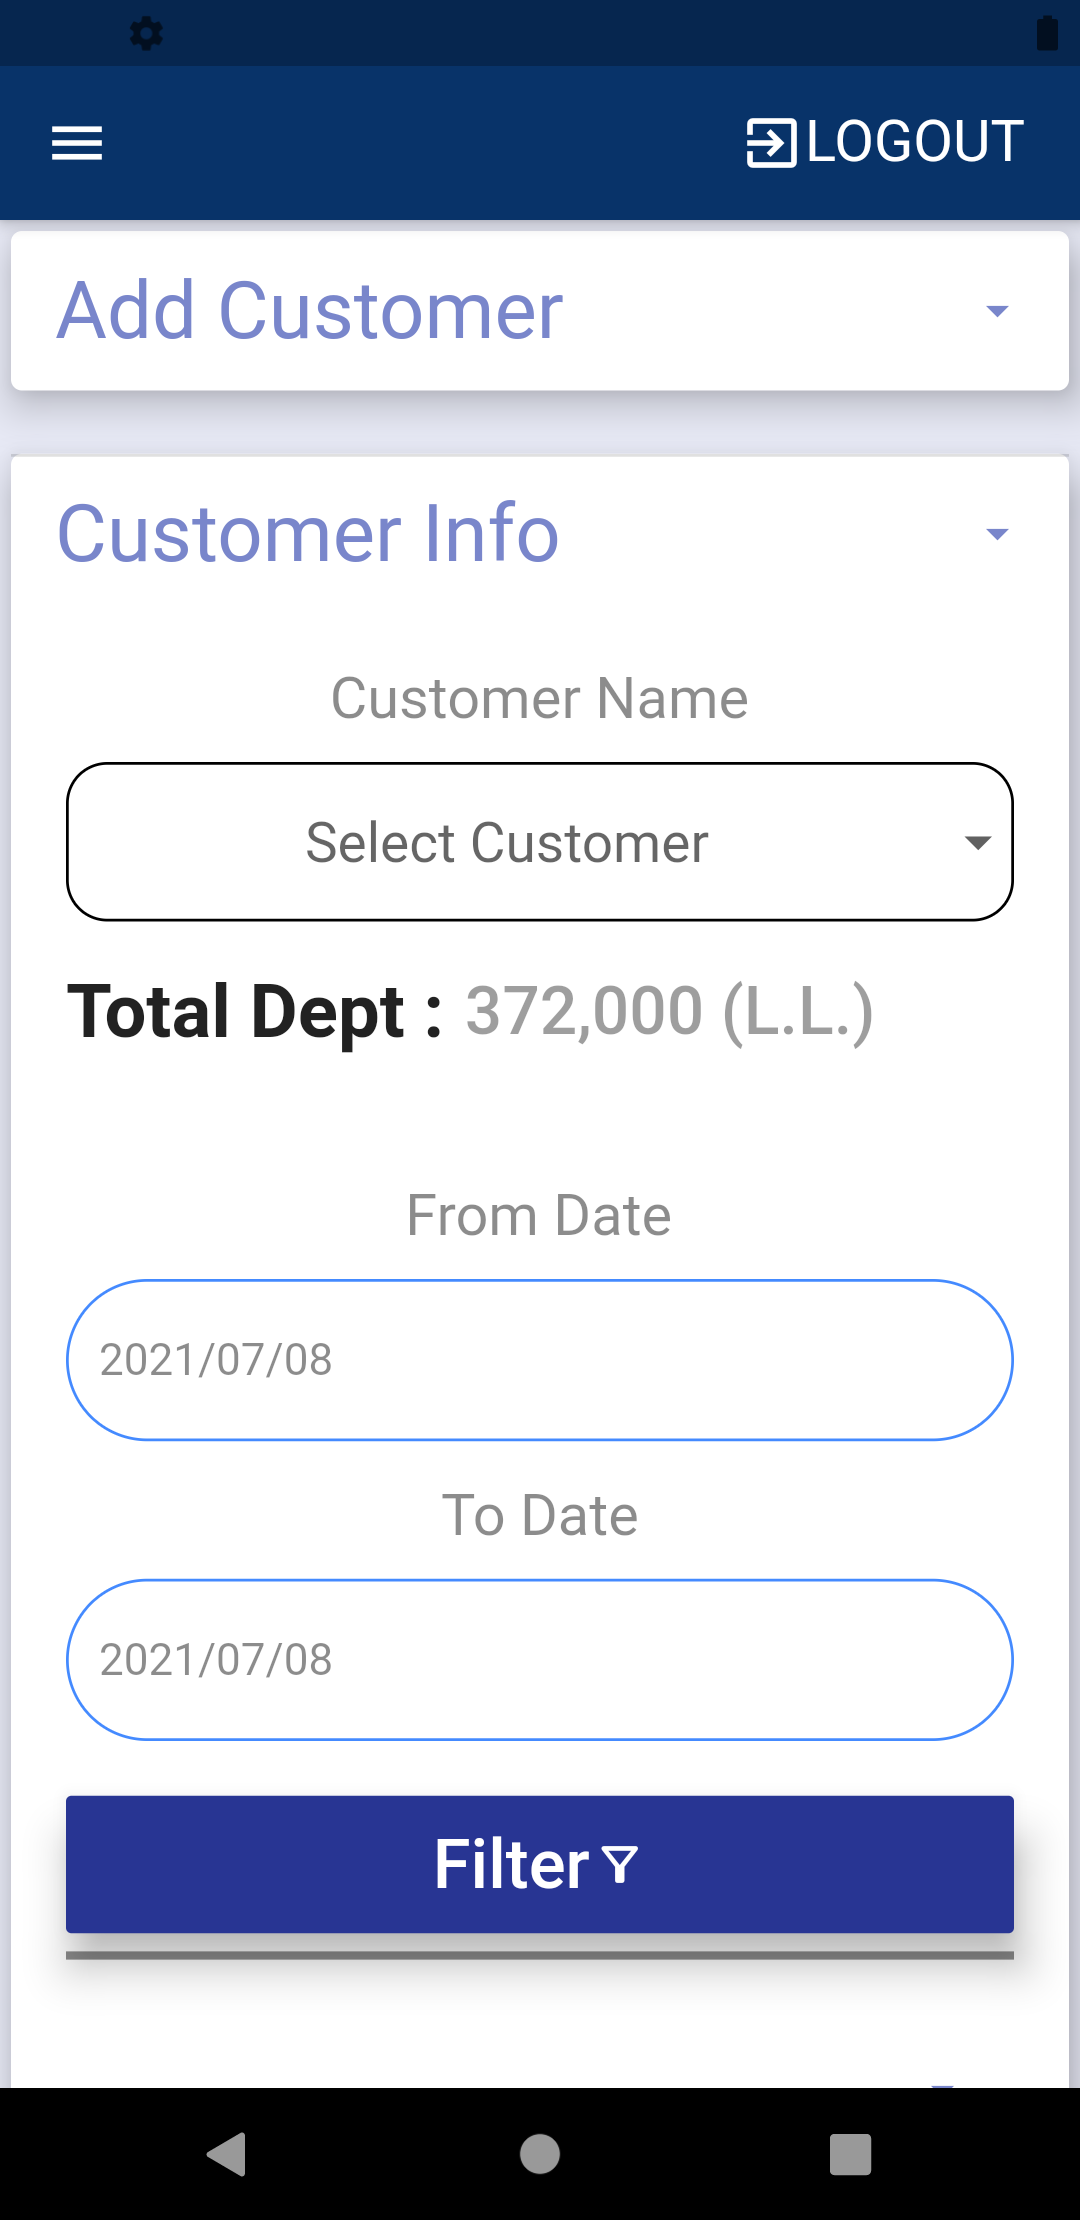 LOGOUT
Add Customer
Customer Info
Customer Name
Select Customer
Total Dept : 372,000 (L.L.)
From Date
2021/07/08
To Date
2021/07/08
Filter